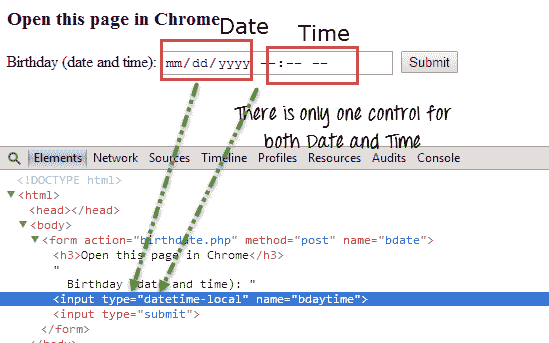 Open this page in Chrome
Date
Time
Birthday (date and time): mm/dd/yyyy --:-- -- Submit
There is only one control for
both Date and Time
Elements Network Sources Timeline Profiles Resources Audits Console
<!DOCTYPE html>
<html>
<head></head>
<body>
<form action="birthdate.php" method="post" name="bdate">
<h3>Open this page in Chrome</h3>
"
Birthday (date and time): "
<input type="datetime-local" name="bdaytime">
<input type="submit">
</form>
</body>